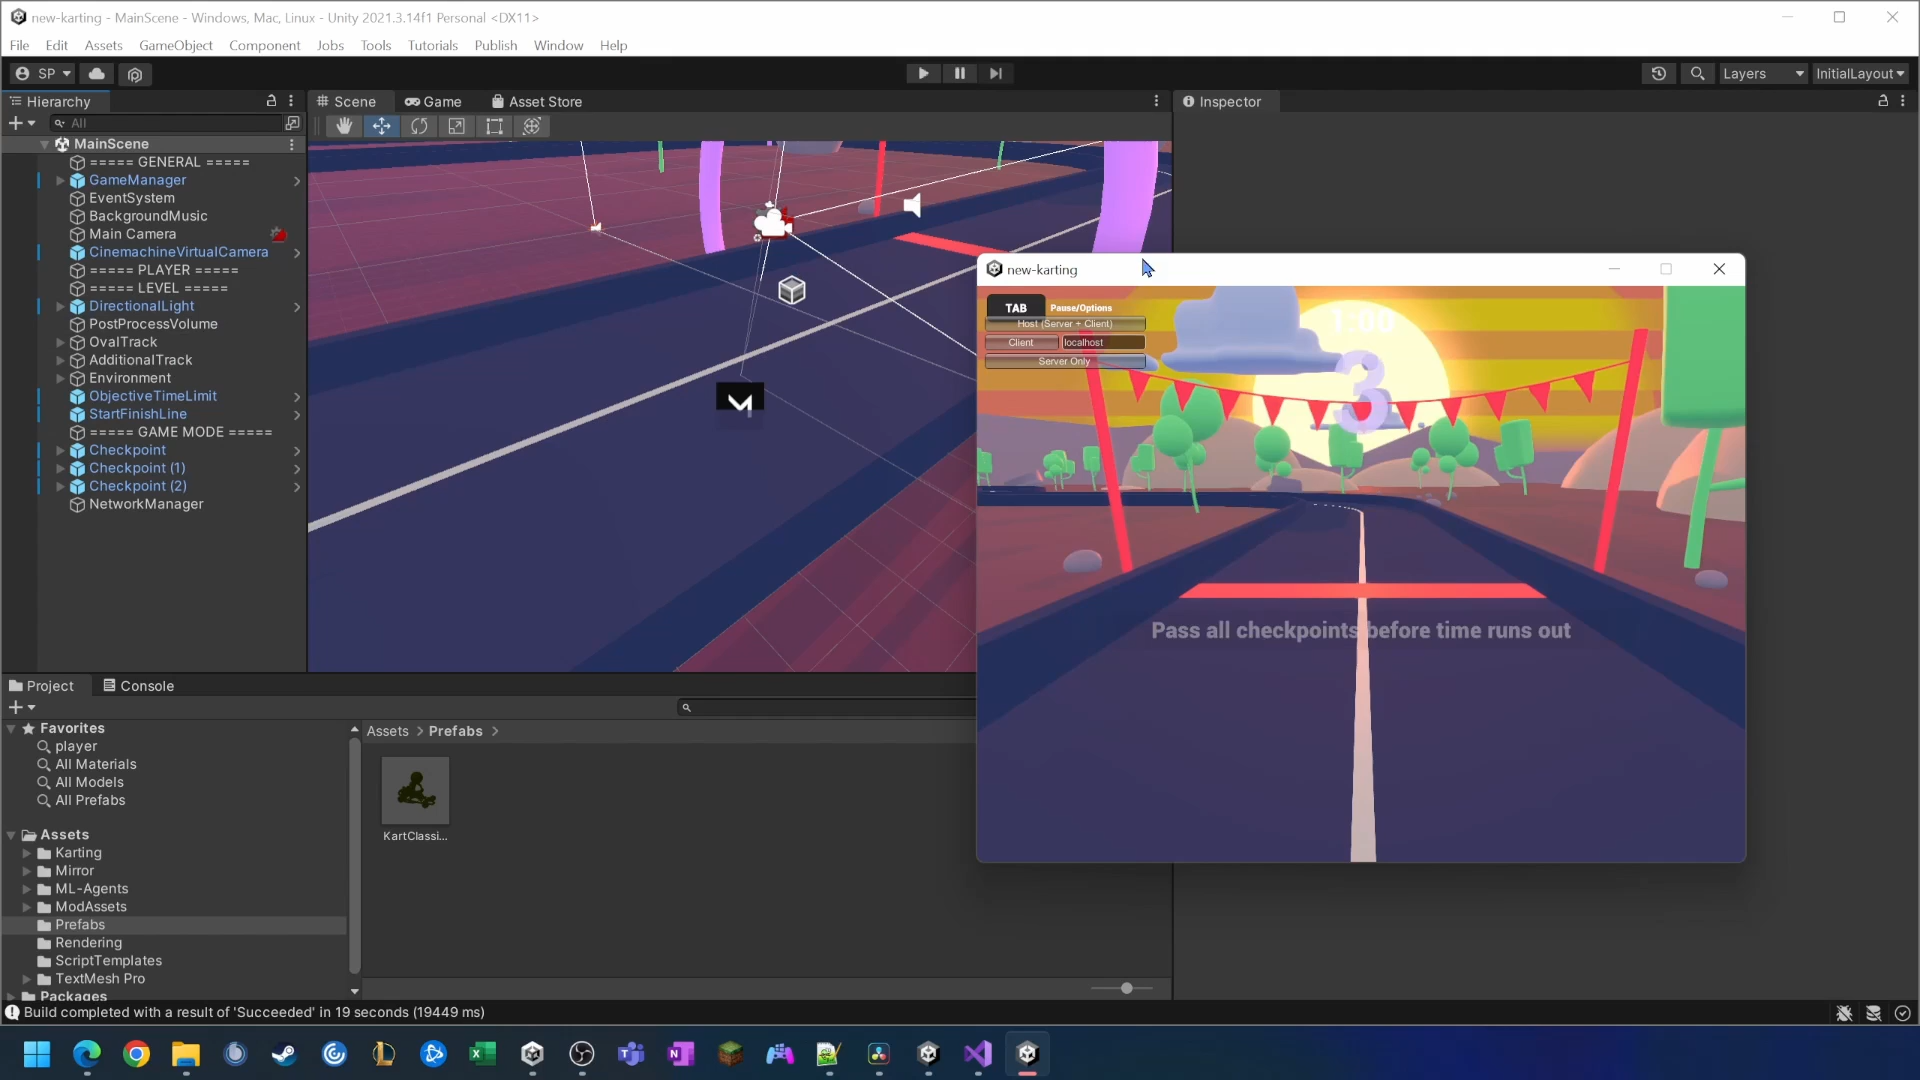 new-karting - MainScene - Windows, Mac, Linux - Unity 2021.3.14f1 Personal <DX11>
File Edit Assets GameObject Component Jobs Tools Tutorials Publish Window Help
SP
Layers
InitialLayout
Hierarchy
Scene
Game
Asset Store
Inspector
All
MainScene
===== GENERAL =====
GameManager
EventSystem
BackgroundMusic
Main Camera
CinemachineVirtualCamera
===== PLAYER =====
===== LEVEL =====
DirectionalLight
PostProcessVolume
OvalTrack
AdditionalTrack
Environment
ObjectiveTimeLimit
StartFinishLine
===== GAME MODE =====
Checkpoint
Checkpoint (1)
Checkpoint (2)
NetworkManager
new-karting
TAB Pause/Options
Host (Server + Client)
Client localhost
Server Only
1:00
3
Pass all checkpoints before time runs out
Project
Console
Favorites
player
All Materials
All Models
All Prefabs
Assets
Karting
Mirror
ML-Agents
ModAssets
Prefabs
Rendering
ScriptTemplates
TextMesh Pro
Packages
Assets > Prefabs >
KartClassi...
Build completed with a result of 'Succeeded' in 19 seconds (19449 ms)